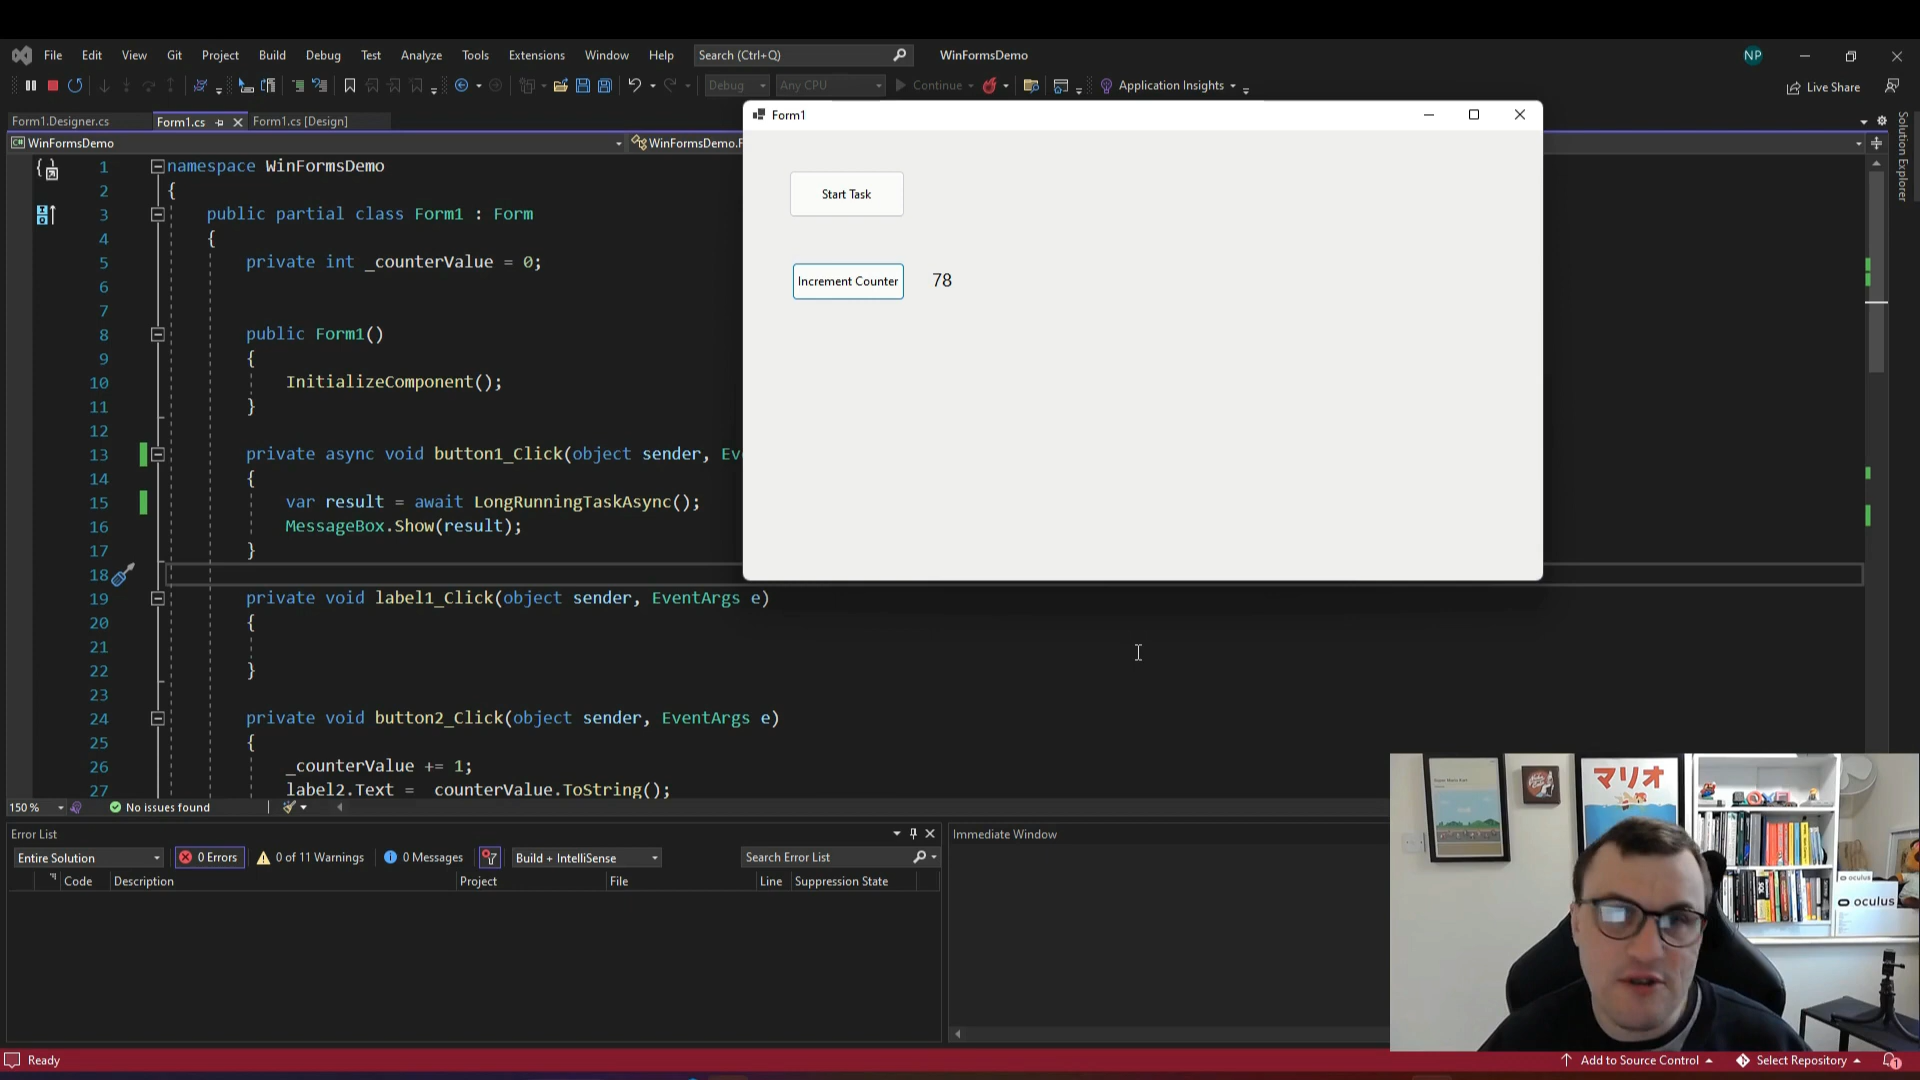 File Edit View Git Project Build Debug Test Analyze Tools Extensions Window Help Search (Ctrl+Q) WinFormsDemo NP
Debug Any CPU Continue Application Insights Live Share
Form1.Designer.cs Form1.cs Form1.cs [Design]
WinFormsDemo WinFormsDemo.F
Solution Explorer
1 namespace WinFormsDemo
2 {
3 public partial class Form1 : Form
4 {
5 private int _counterValue = 0;
6
7
8 public Form1()
9 {
10 InitializeComponent();
11 }
12
13 private async void button1_Click(object sender, Ev
14 {
15 var result = await LongRunningTaskAsync();
16 MessageBox.Show(result);
17 }
18
19 private void label1_Click(object sender, EventArgs e)
20 {
21
22 }
23
24 private void button2_Click(object sender, EventArgs e)
25 {
26 _counterValue += 1;
27 label2.Text = _counterValue.ToString();
Form1
Start Task
Increment Counter 78
150 % No issues found
Error List
Entire Solution 0 Errors 0 of 11 Warnings 0 Messages Build + IntelliSense Search Error List
Code Description Project File Line Suppression State
Immediate Window
マリオ
oculus
oculus
Ready Add to Source Control Select Repository 1